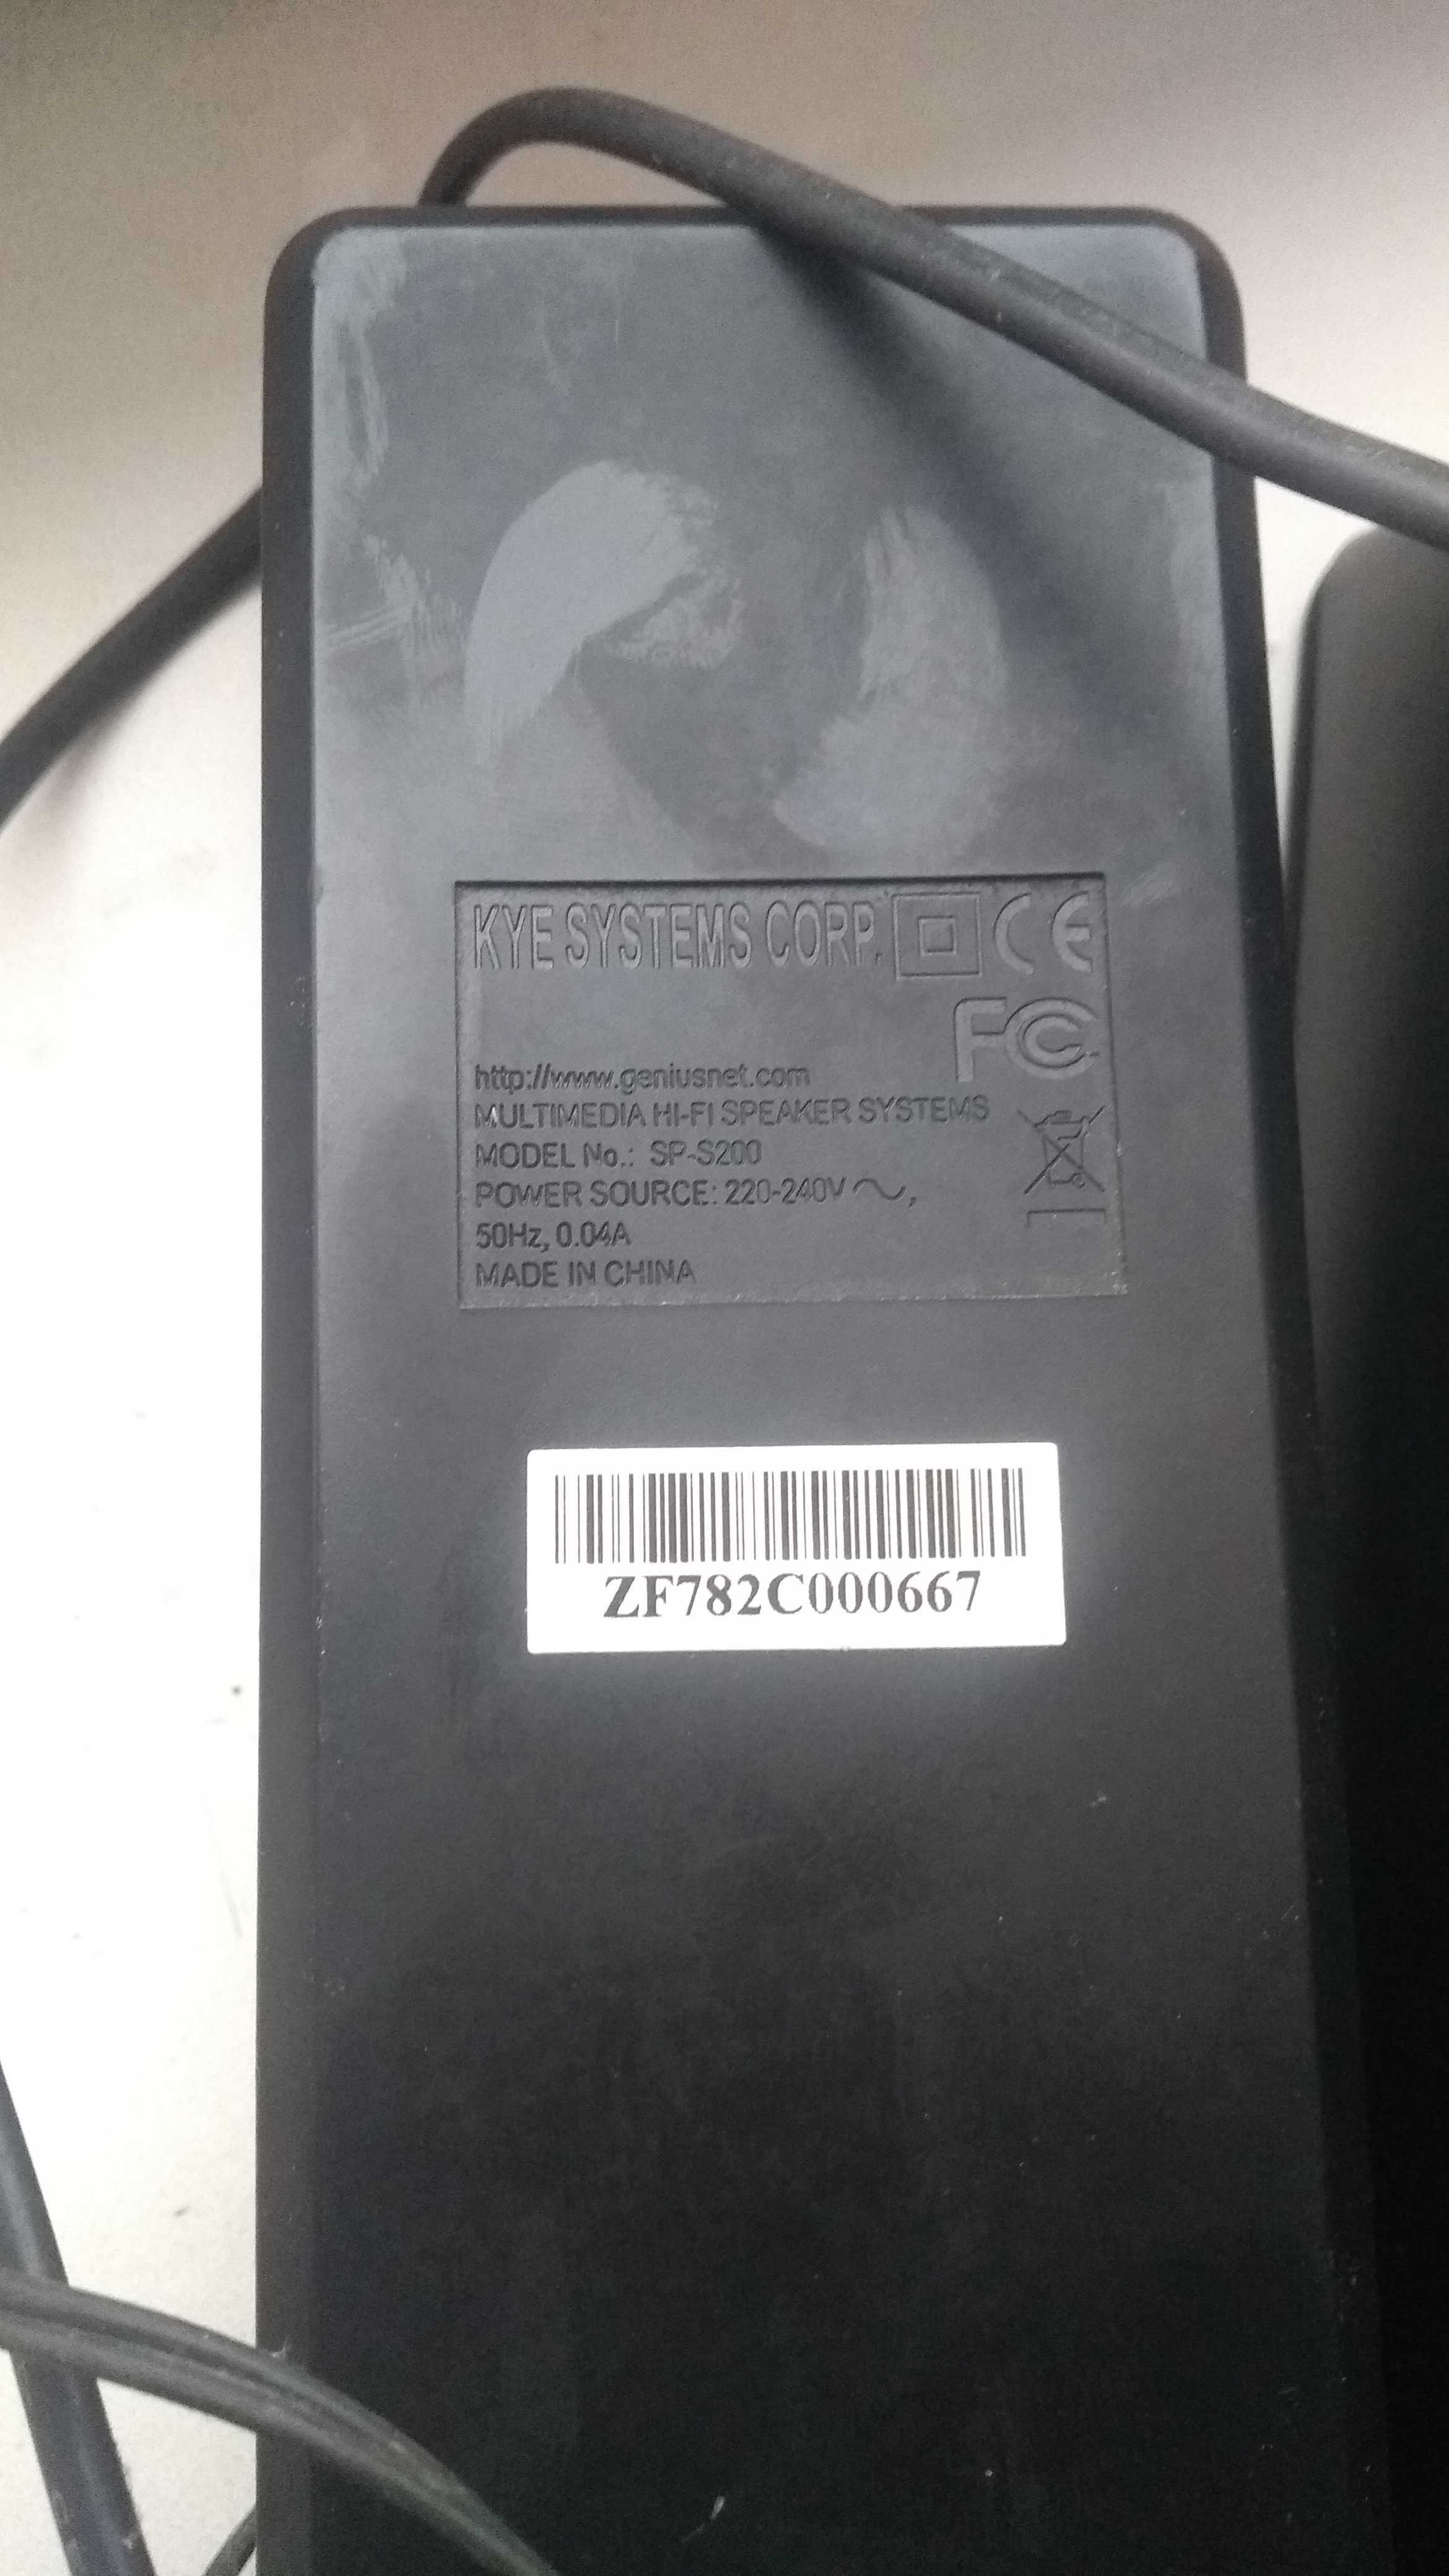 KYE SYSTEMS CORP. CE
FC
http://www.geniusnet.com
MULTIMEDIA HI-FI SPEAKER SYSTEMS
MODEL No.: SP-S200
POWER SOURCE: 220-240V ~,
50Hz, 0.04A
MADE IN CHINA
ZF782C000667